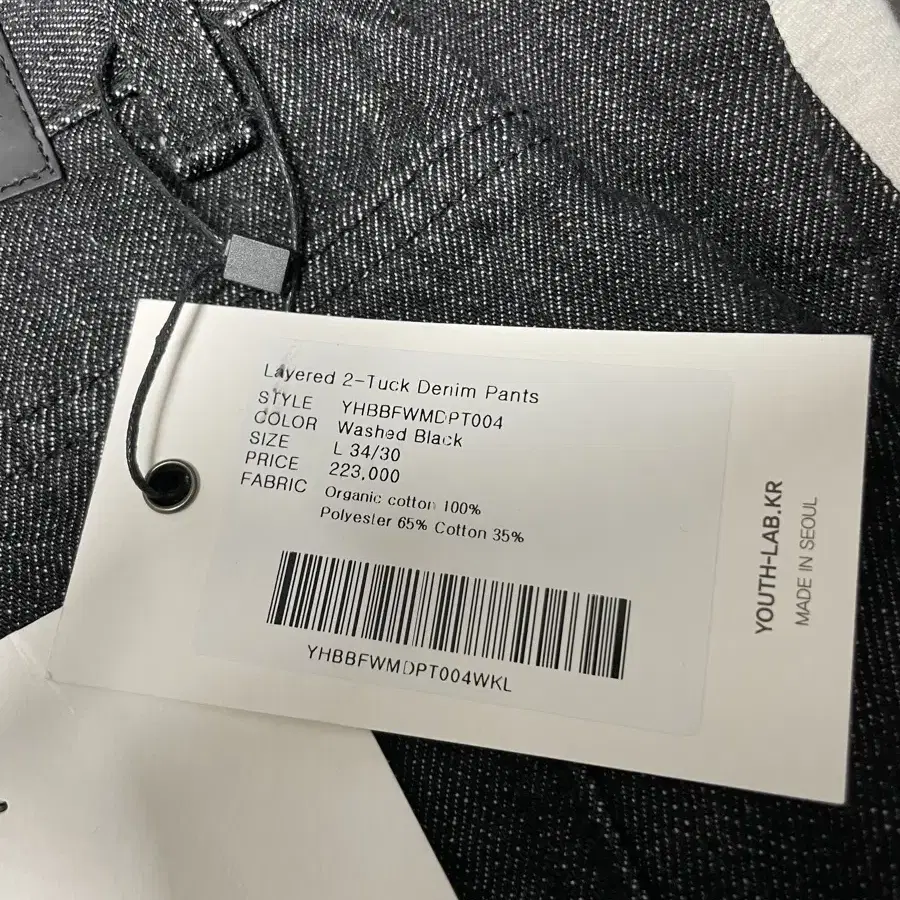 Layered 2-Tuck Denim Pants
STYLE YHBBFWMDPT004
COLOR Washed Black
SIZE L 34/30
PRICE 223,000
FABRIC Organic cotton 100%
Polyester 65% Cotton 35%
YHBBFWMDPT004WKL
YOUTH-LAB.KR
MADE IN SEOUL